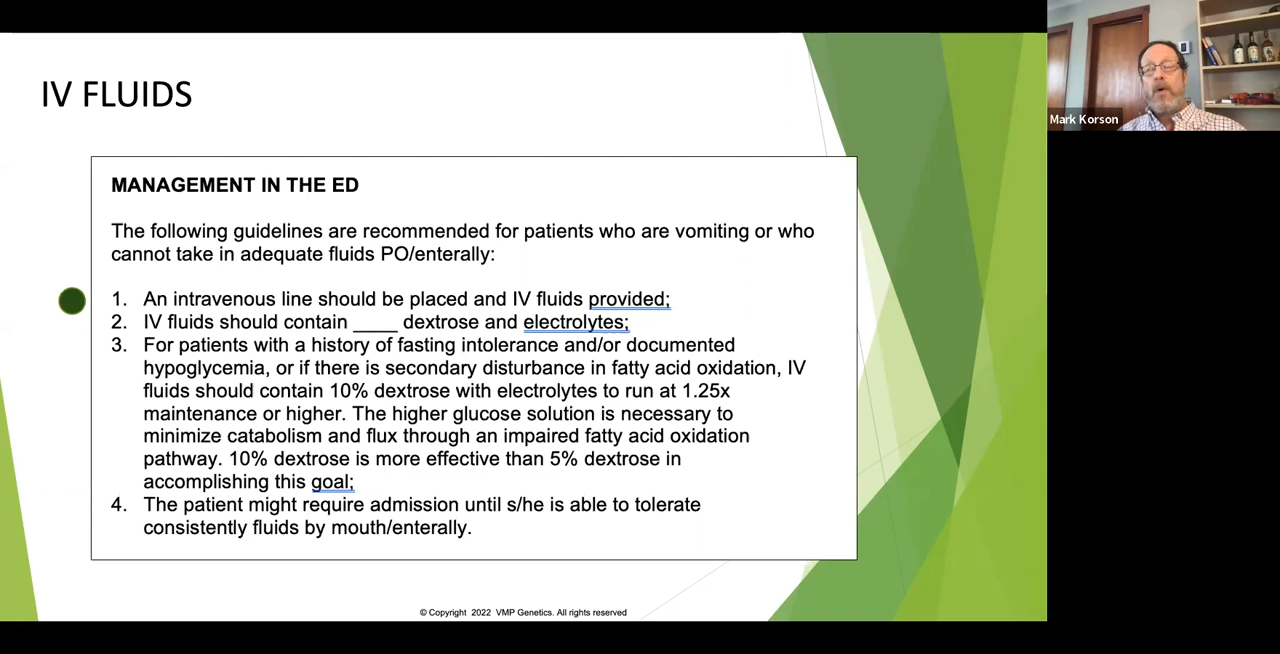 IV FLUIDS
MANAGEMENT IN THE ED
The following guidelines are recommended for patients who are vomiting or who
cannot take in adequate fluids PO/enterally:
1. An intravenous line should be placed and IV fluids provided;
2. IV fluids should contain ____ dextrose and electrolytes;
3. For patients with a history of fasting intolerance and/or documented
hypoglycemia, or if there is secondary disturbance in fatty acid oxidation, IV
fluids should contain 10% dextrose with electrolytes to run at 1.25x
maintenance or higher. The higher glucose solution is necessary to
minimize catabolism and flux through an impaired fatty acid oxidation
pathway. 10% dextrose is more effective than 5% dextrose in
accomplishing this goal;
4. The patient might require admission until s/he is able to tolerate
consistently fluids by mouth/enterally.
© Copyright 2022 VMP Genetics. All rights reserved
Mark Korson